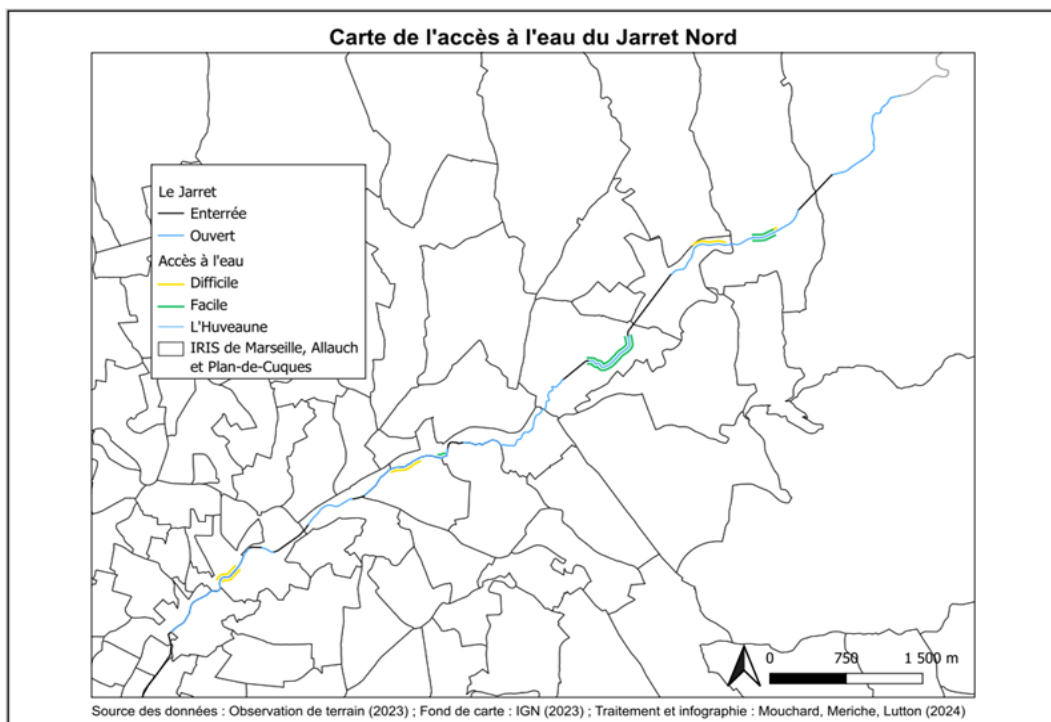 Carte de l'accès à l'eau du Jarret Nord
Le Jarret
Enterrée
Ouvert
Accès à l'eau
Difficile
Facile
L'Huveaune
IRIS de Marseille, Allauch
et Plan-de-Cuques
0 750 1 500 m
Source des données : Observation de terrain (2023) ; Fond de carte : IGN (2023) ; Traitement et infographie : Mouchard, Meriche, Lutton (2024)